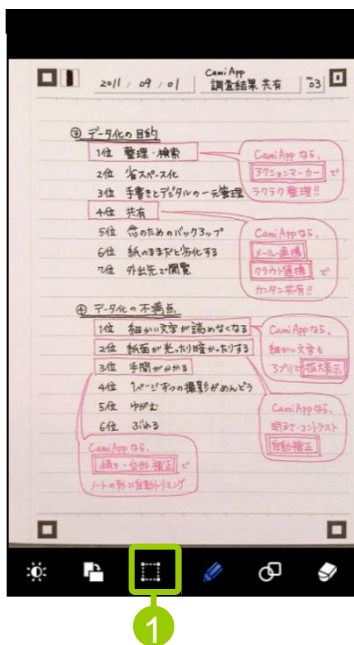 2011 / 09 / 01
CamiApp
調査結果共有
No.
03
③ データ化の目的
1位 整理・検索
2位 省スペース化
3位 手書きとデジタルの一元管理
4位 共有
5位 念のためのバックアップ
6位 紙のままだと劣化する
7位 外出先で閲覧
CamiAppなら、
アクションマーカーで
ラクラク整理!!
CamiAppなら、
メール連携
クラウド連携で
カンタン共有!!
④ データ化の不満点
1位 細かい文字が読めなくなる
2位 紙面が光ったり暗かったりする
3位 手間がかかる
4位 1ページずつの撮影がめんどう
5位 ゆがむ
6位 ぶれる
CamiAppなら、
細かい文字も
アプリで拡大表示
CamiAppなら、
明るさ・コントラスト
自動補正
CamiAppなら、
傾き・台形補正で
ノートの形に自動トリミング
1